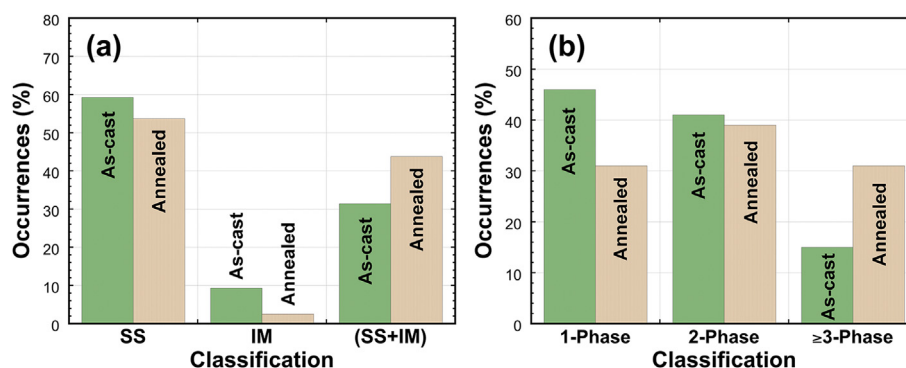 (a)
Occurrences (%)
80
70
60
50
40
30
20
10
0
As-cast
Annealed
As-cast
Annealed
As-cast
Annealed
SS
IM
(SS+IM)
Classification
(b)
Occurrences (%)
60
50
40
30
20
10
0
As-cast
Annealed
As-cast
Annealed
As-cast
Annealed
1-Phase
2-Phase
≥3-Phase
Classification